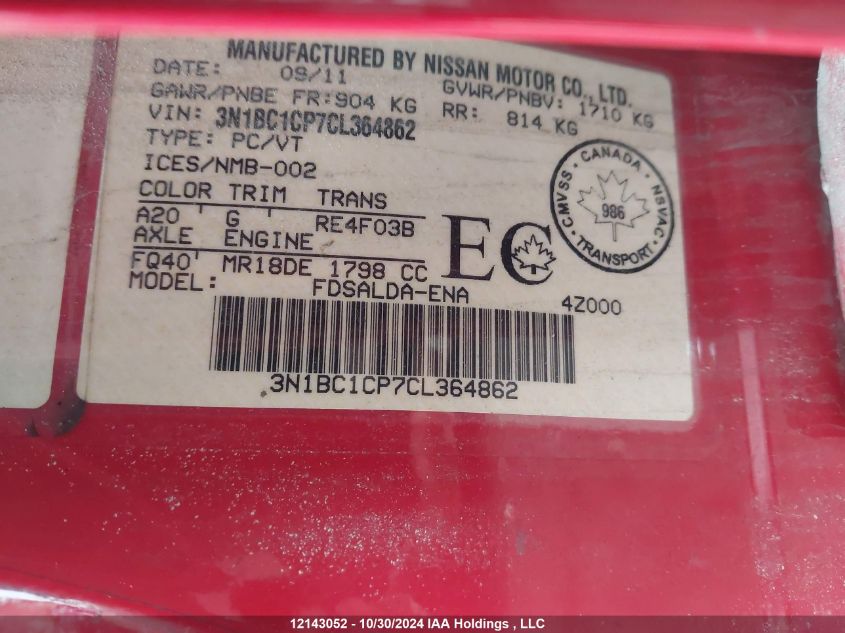 MANUFACTURED BY NISSAN MOTOR CO., LTD.
DATE: 09/11
GAWR/PNBE FR:904 KG GVWR/PNBV: 1710 KG
RR: 814 KG
VIN: 3N1BC1CP7CL364862
TYPE: PC/VT
ICES/NMB-002
COLOR TRIM TRANS
A20 ' G ' RE4F03B
AXLE ENGINE
FQ40' MR18DE 1798 CC
MODEL: FDSALDA-ENA
EC
CMVSS · CANADA · NSVAC
986
TRANSPORT
4Z000
3N1BC1CP7CL364862
12143052 - 10/30/2024 IAA Holdings , LLC